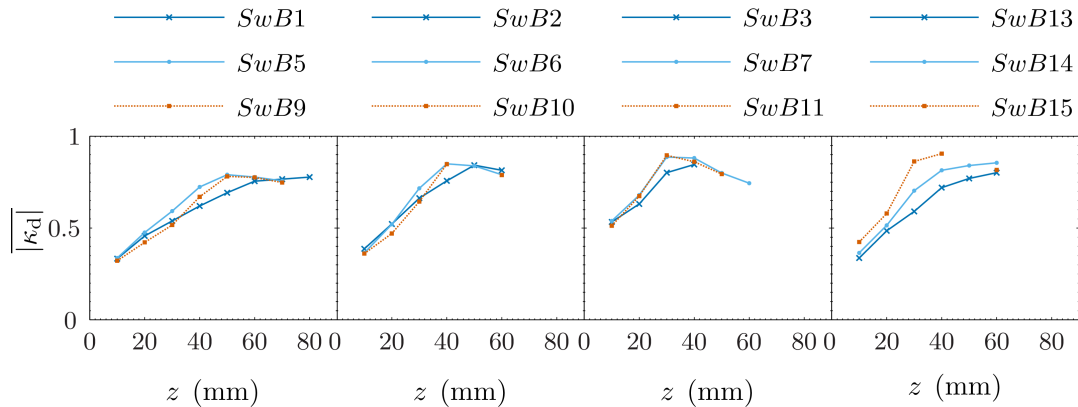 SwB1 SwB2 SwB3 SwB13
SwB5 SwB6 SwB7 SwB14
SwB9 SwB10 SwB11 SwB15
1
0.5
0
|κd|
0 20 40 60 80 0 20 40 60 80 0 20 40 60 80 0 20 40 60 80
z (mm) z (mm) z (mm) z (mm)